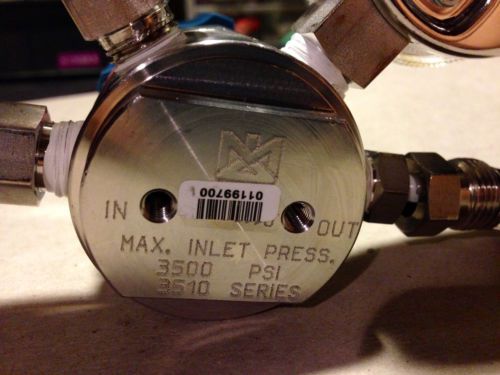 01199700
IN
OUT
MAX. INLET PRESS.
3500 PSI
3510 SERIES